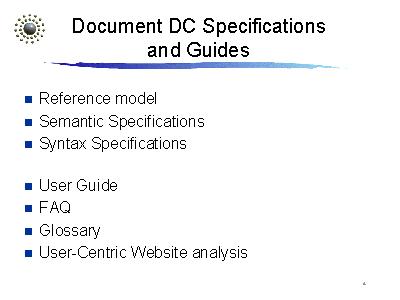 Document DC Specifications
and Guides
Reference model
Semantic Specifications
Syntax Specifications
User Guide
FAQ
Glossary
User-Centric Website analysis